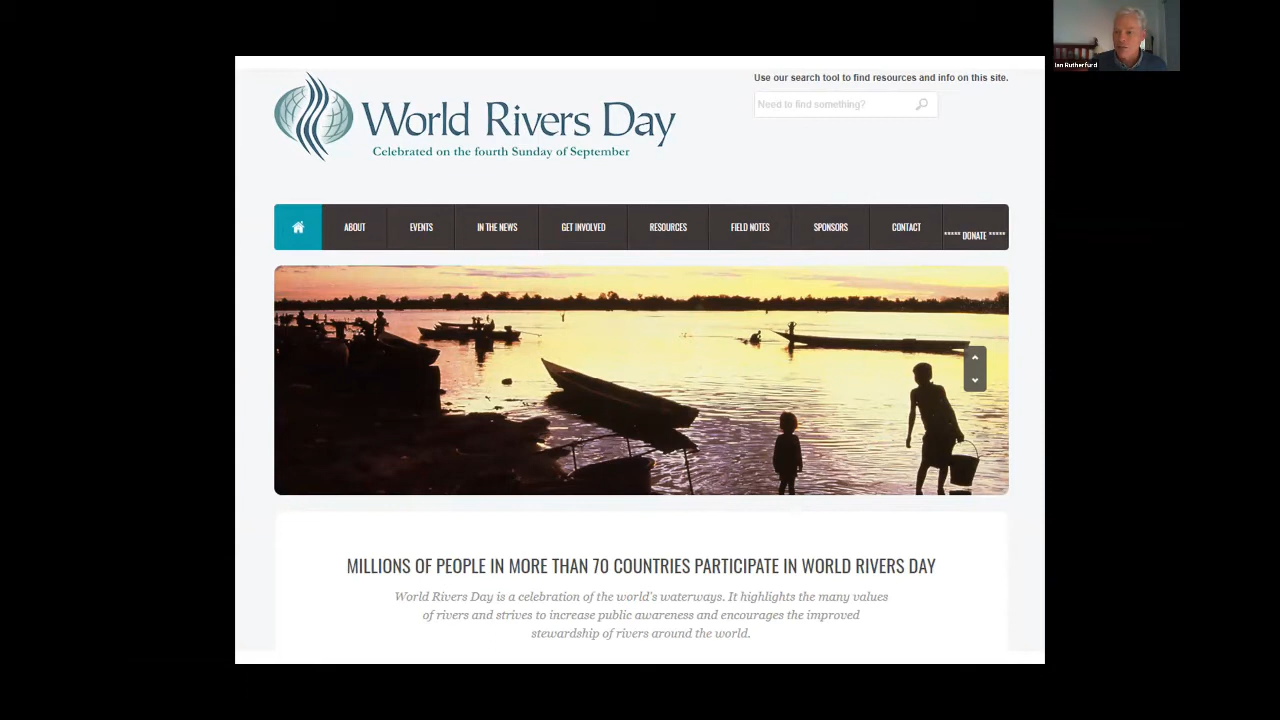 Ian Rutherfurd
Use our search tool to find resources and info on this site.
Need to find something?
World Rivers Day
Celebrated on the fourth Sunday of September
ABOUT
EVENTS
IN THE NEWS
GET INVOLVED
RESOURCES
FIELD NOTES
SPONSORS
CONTACT
***** DONATE *****
MILLIONS OF PEOPLE IN MORE THAN 70 COUNTRIES PARTICIPATE IN WORLD RIVERS DAY
World Rivers Day is a celebration of the world's waterways. It highlights the many values
of rivers and strives to increase public awareness and encourages the improved
stewardship of rivers around the world.